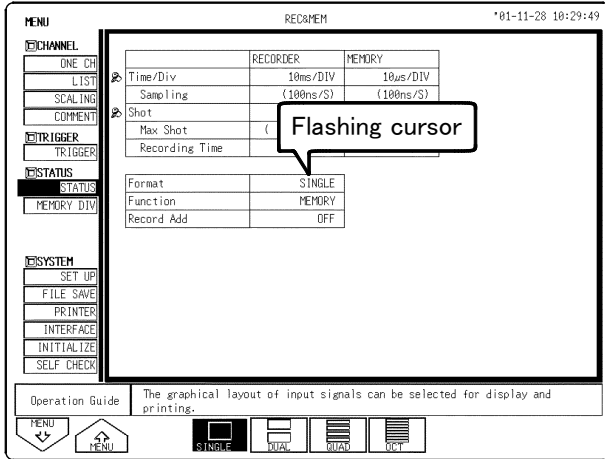 MENU REC&MEM '01-11-28 10:29:49
CHANNEL
ONE CH
LIST
SCALING
COMMENT
TRIGGER
TRIGGER
STATUS
STATUS
MEMORY DIV
SYSTEM
SET UP
FILE SAVE
PRINTER
INTERFACE
INITIALIZE
SELF CHECK
RECORDER MEMORY
Time/Div 10ms/DIV 10µs/DIV
Sampling (100ns/S) (100ns/S)
Shot
Max Shot (
Recording Time
Flashing cursor
Format SINGLE
Function MEMORY
Record Add OFF
Operation Guide
The graphical layout of input signals can be selected for display and
printing.
MENU
MENU
SINGLE DUAL QUAD OCT